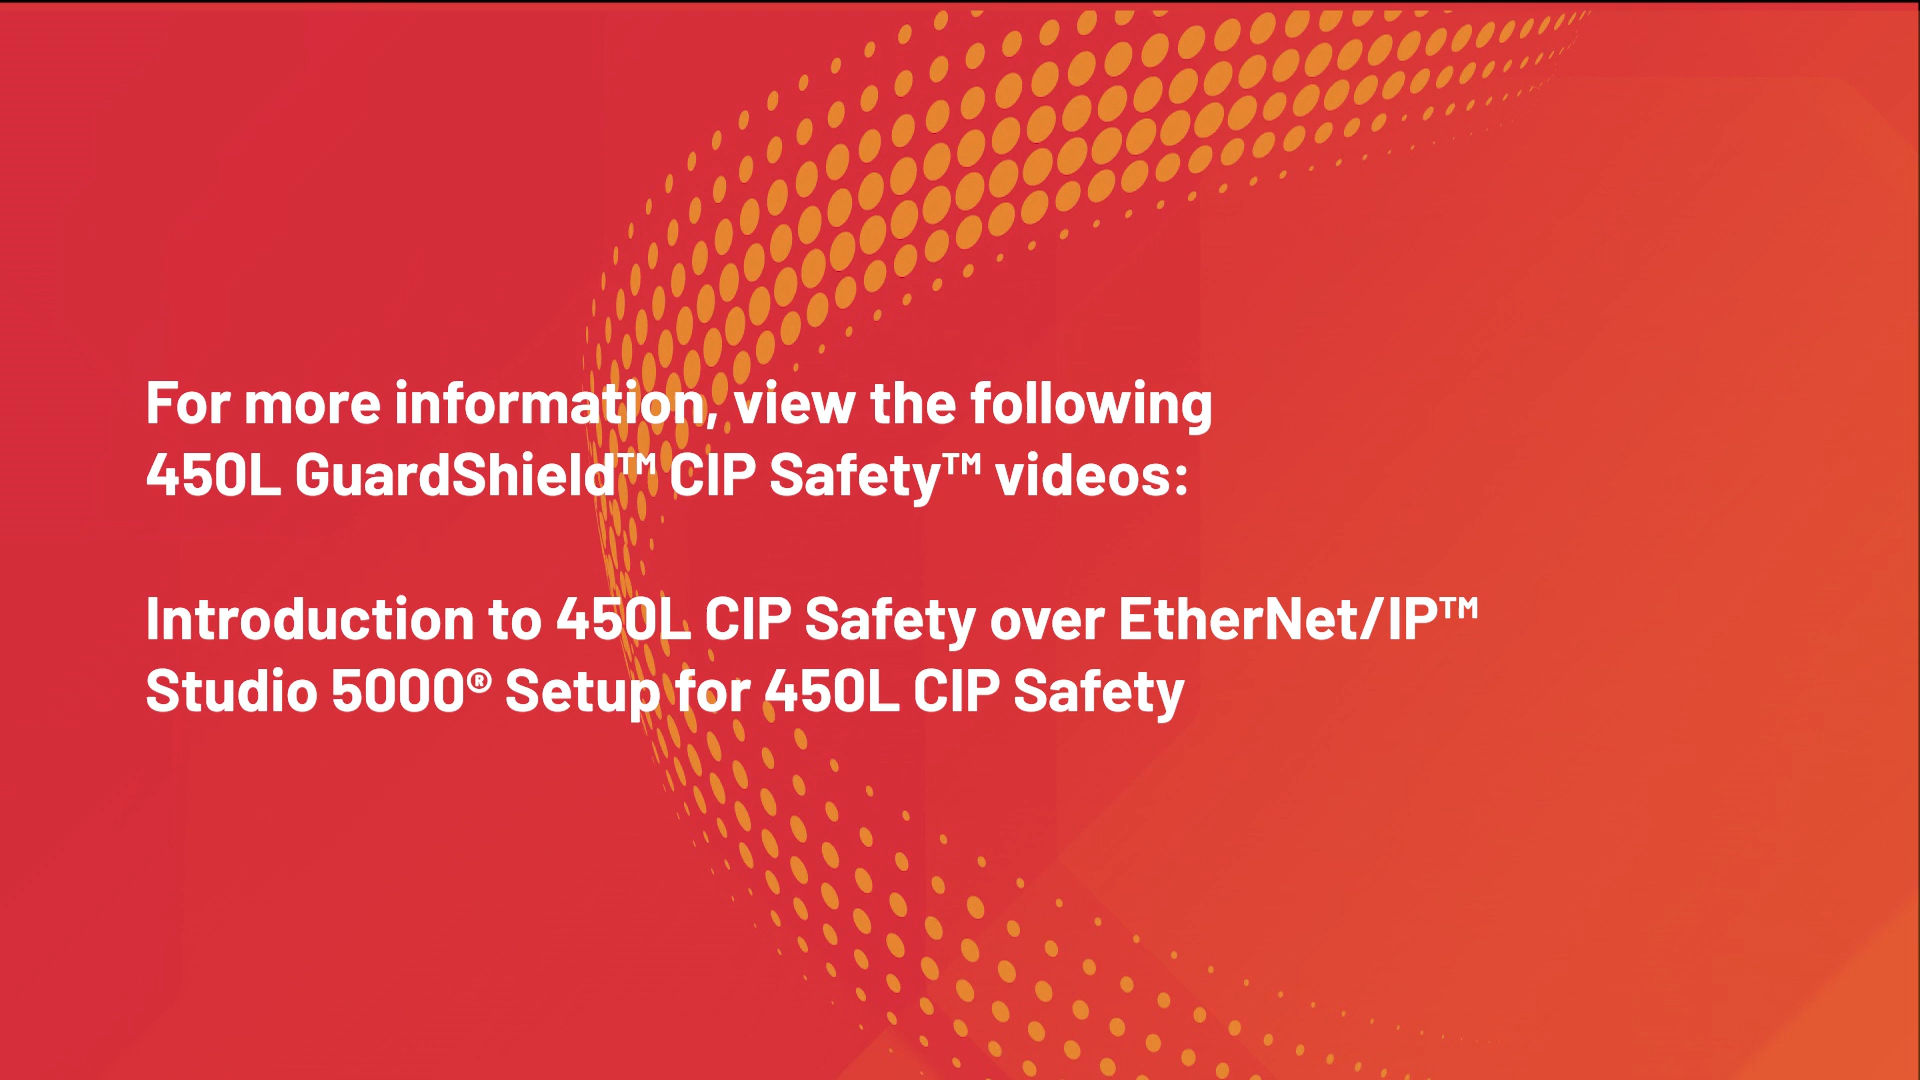 For more information, view the following
450L GuardShield™ CIP Safety™ videos:
Introduction to 450L CIP Safety over EtherNet/IP™
Studio 5000® Setup for 450L CIP Safety